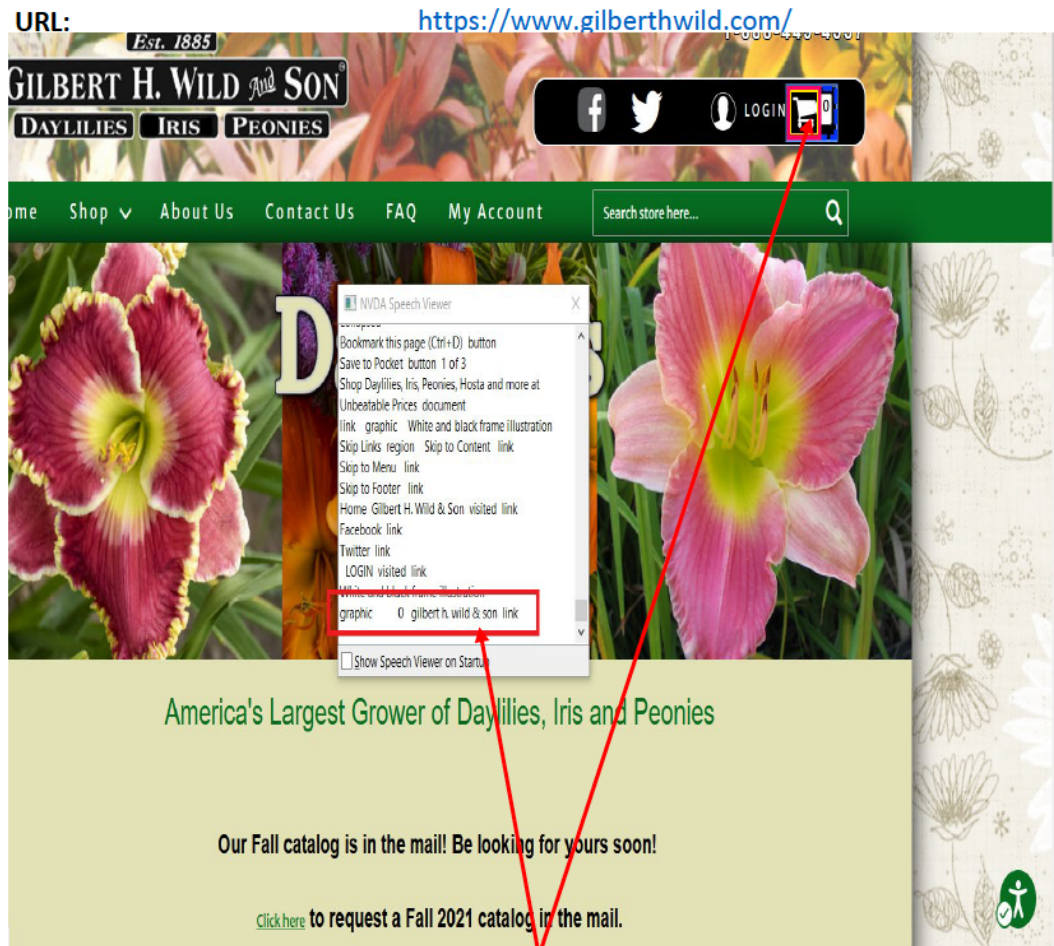 URL: https://www.gilberthwild.com/
Est. 1885
GILBERT H. WILD And SON®
DAYLILIES IRIS PEONIES
LOGIN 0
Shop About Us Contact Us FAQ My Account Search store here...
NVDA Speech Viewer
Bookmark this page (Ctrl+D) button
Save to Pocket button 1 of 3
Shop Daylilies, Iris, Peonies, Hosta and more at
Unbeatable Prices document
link graphic White and black frame illustration
Skip Links region Skip to Content link
Skip to Menu link
Skip to Footer link
Home Gilbert H. Wild & Son visited link
Facebook link
Twitter link
LOGIN visited link
White and black frame illustration
graphic 0 gilbert h. wild & son link
Show Speech Viewer on Startup
America's Largest Grower of Daylilies, Iris and Peonies
Our Fall catalog is in the mail! Be looking for yours soon!
Click here to request a Fall 2021 catalog in the mail.